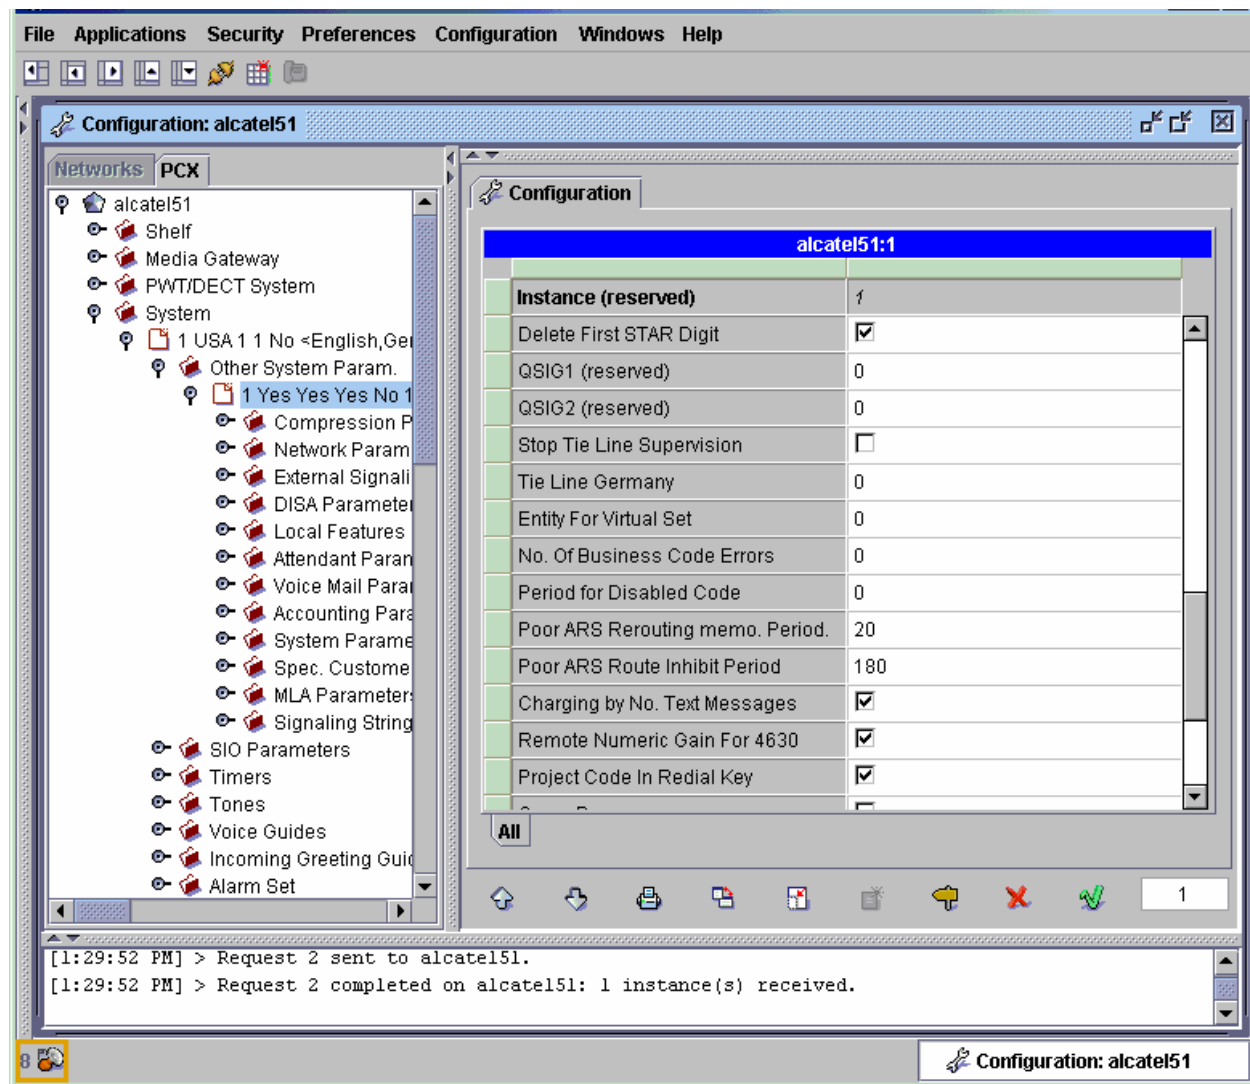 File Applications Security Preferences Configuration Windows Help
Configuration: alcatel51
Networks PCX
alcatel51
Shelf
Media Gateway
PWT/DECT System
System
1 USA 1 1 No <English,Ger
Other System Param.
1 Yes Yes Yes No 1
Compression P
Network Param
External Signali
DISA Parameter
Local Features
Attendant Param
Voice Mail Para
Accounting Para
System Parame
Spec. Custome
MLA Parameter
Signaling String
SIO Parameters
Timers
Tones
Voice Guides
Incoming Greeting Guid
Alarm Set
Configuration
alcatel51:1
Instance (reserved) 1
Delete First STAR Digit
QSIG1 (reserved) 0
QSIG2 (reserved) 0
Stop Tie Line Supervision
Tie Line Germany 0
Entity For Virtual Set 0
No. Of Business Code Errors 0
Period for Disabled Code 0
Poor ARS Rerouting memo. Period. 20
Poor ARS Route Inhibit Period 180
Charging by No. Text Messages
Remote Numeric Gain For 4630
Project Code In Redial Key
All
1
[1:29:52 PM] > Request 2 sent to alcatel51.
[1:29:52 PM] > Request 2 completed on alcatel51: 1 instance(s) received.
8
Configuration: alcatel51